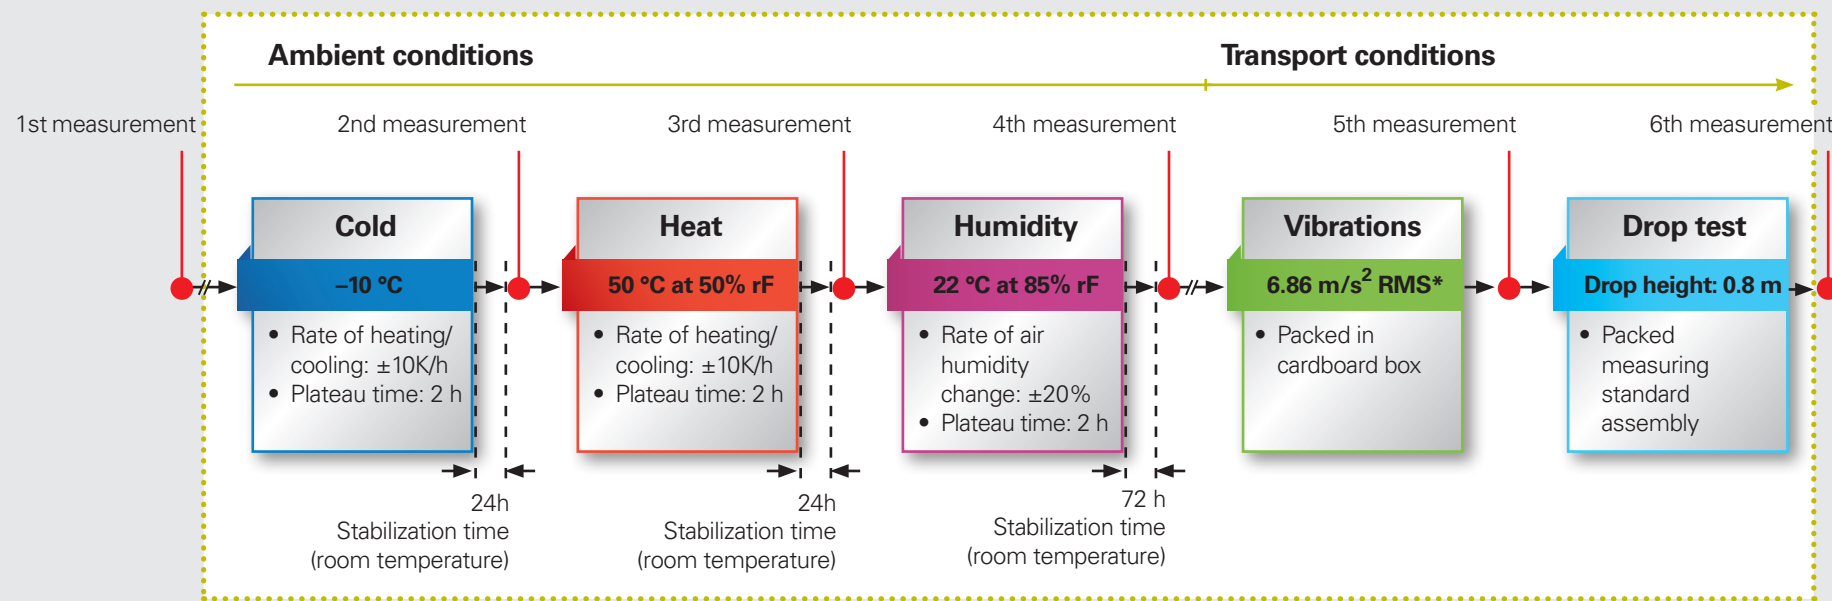 Ambient conditions
Transport conditions
1st measurement
2nd measurement
3rd measurement
4th measurement
5th measurement
6th measurement
Cold
–10 °C
• Rate of heating/
cooling: ±10K/h
• Plateau time: 2 h
24h
Stabilization time
(room temperature)
Heat
50 °C at 50% rF
• Rate of heating/
cooling: ±10K/h
• Plateau time: 2 h
24h
Stabilization time
(room temperature)
Humidity
22 °C at 85% rF
• Rate of air
humidity
change: ±20%
• Plateau time: 2 h
72 h
Stabilization time
(room temperature)
Vibrations
6.86 m/s² RMS*
• Packed in
cardboard box
Drop test
Drop height: 0.8 m
• Packed
measuring
standard
assembly